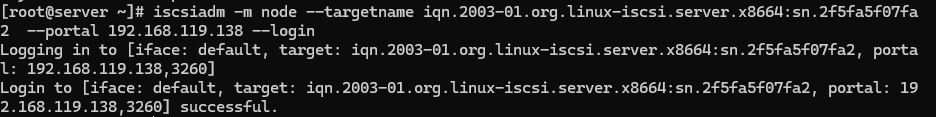 [root@server ~]# iscsiadm -m node --targetname iqn.2003-01.org.linux-iscsi.server.x8664:sn.2f5fa5f07fa
2  --portal 192.168.119.138 --login
Logging in to [iface: default, target: iqn.2003-01.org.linux-iscsi.server.x8664:sn.2f5fa5f07fa2, porta
l: 192.168.119.138,3260]
Login to [iface: default, target: iqn.2003-01.org.linux-iscsi.server.x8664:sn.2f5fa5f07fa2, portal: 19
2.168.119.138,3260] successful.